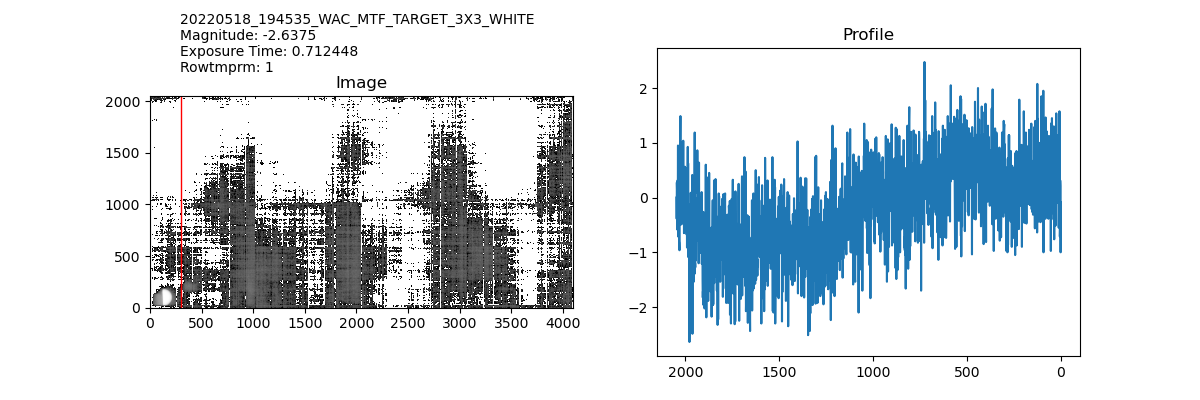 20220518_194535_WAC_MTF_TARGET_3X3_WHITE
Magnitude: -2.6375
Exposure Time: 0.712448
Rowtmprm: 1
Image
2000
1500
1000
500
0
0 500 1000 1500 2000 2500 3000 3500 4000
Profile
2
1
0
−1
−2
2000 1500 1000 500 0